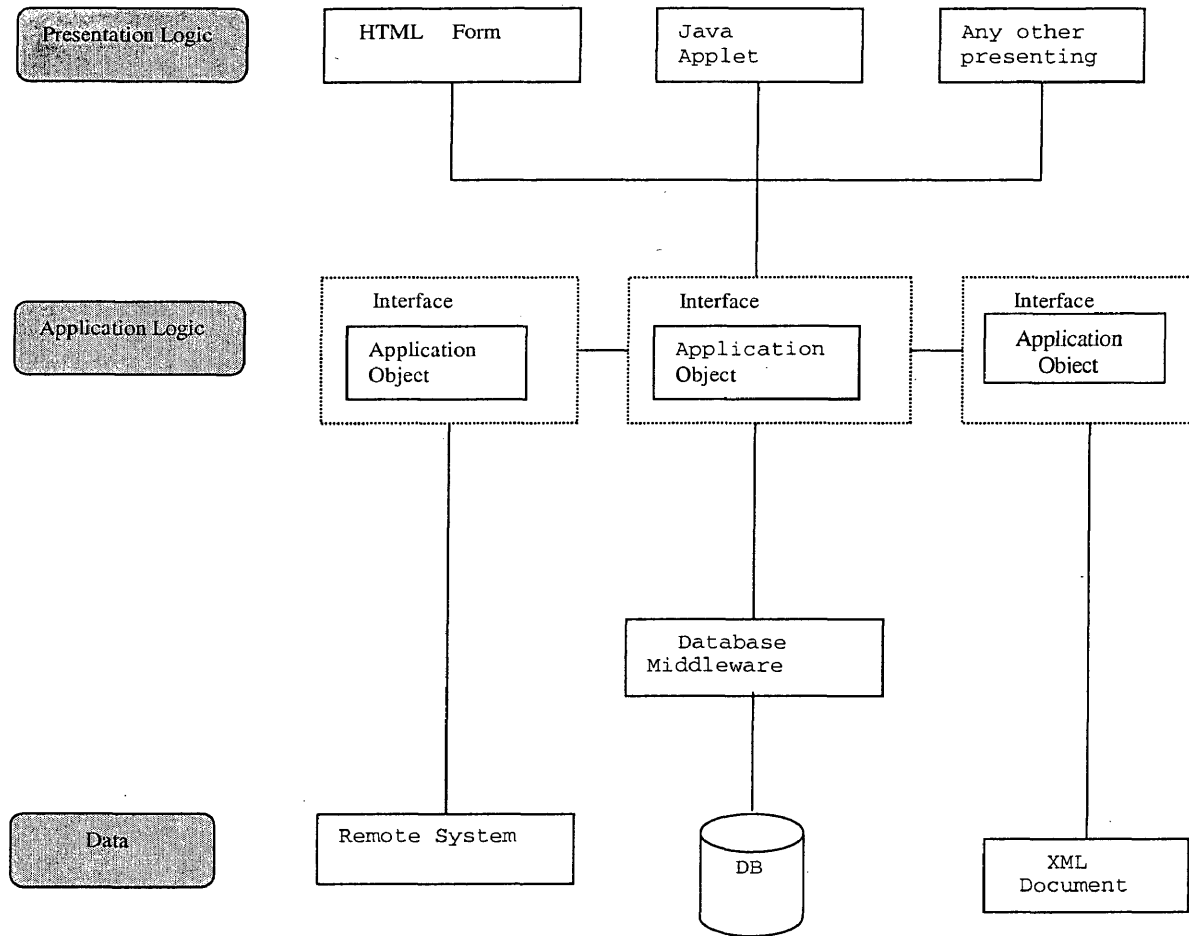 Presentation Logic
HTML Form
Java
Applet
Any other
presenting
Application Logic
Interface
Application
Object
Interface
Application
Object
Interface
Application
Object
Database
Middleware
Data
Remote System
DB
XML
Document